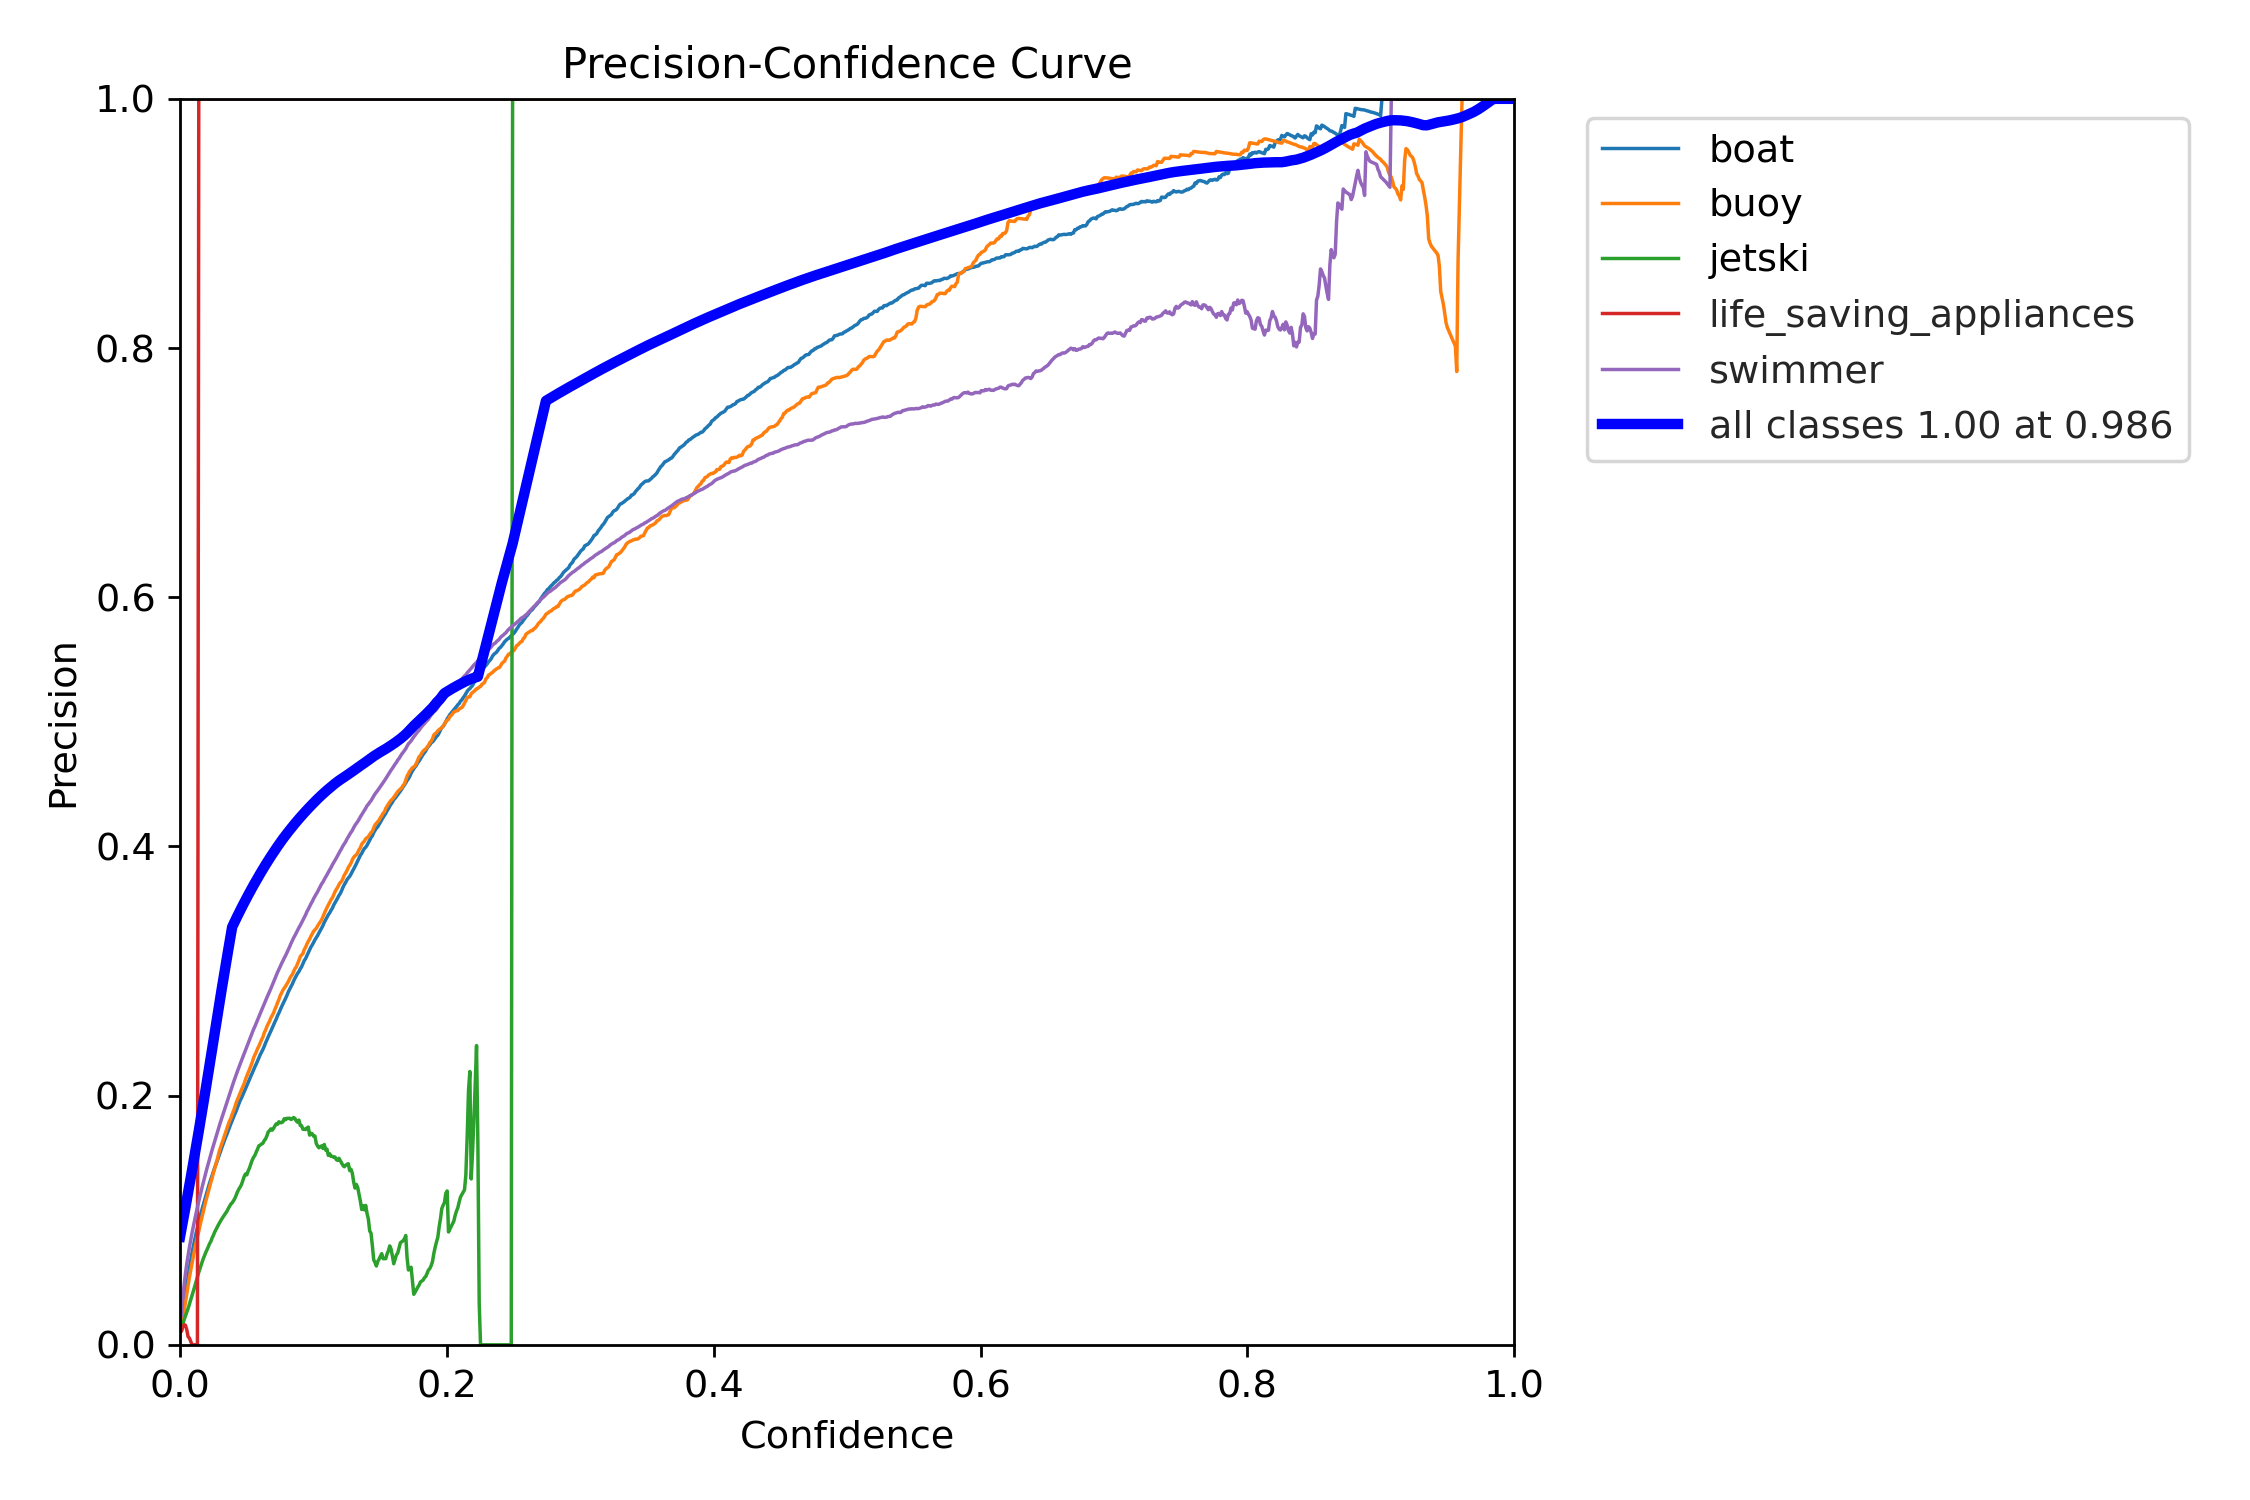 Precision-Confidence Curve
1.0
0.8
0.6
0.4
0.2
0.0
Precision
0.0 0.2 0.4 0.6 0.8 1.0
Confidence
boat
buoy
jetski
life_saving_appliances
swimmer
all classes 1.00 at 0.986